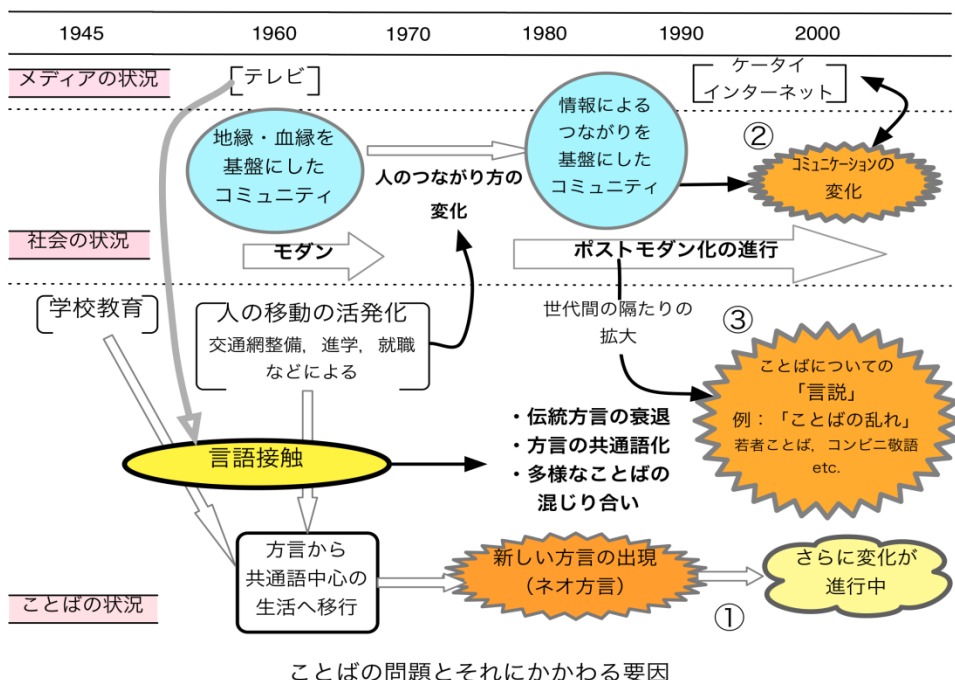 1945 1960 1970 1980 1990 2000
メディアの状況
テレビ
ケータイ
インターネット
地縁・血縁を
基盤にした
コミュニティ
人のつながり方の
変化
情報による
つながりを
基盤にした
コミュニティ
②
ｺﾐｭﾆｹｰｼｮﾝの
変化
社会の状況
モダン
ポストモダン化の進行
学校教育
人の移動の活発化
交通網整備，進学，就職
などによる
世代間の隔たりの
拡大
③
ことばについての
「言説」
例：「ことばの乱れ」
若者ことば，コンビニ敬語
etc.
言語接触
・伝統方言の衰退
・方言の共通語化
・多様なことばの
混じり合い
ことばの状況
方言から
共通語中心の
生活へ移行
新しい方言の出現
（ネオ方言）
①
さらに変化が
進行中
ことばの問題とそれにかかわる要因